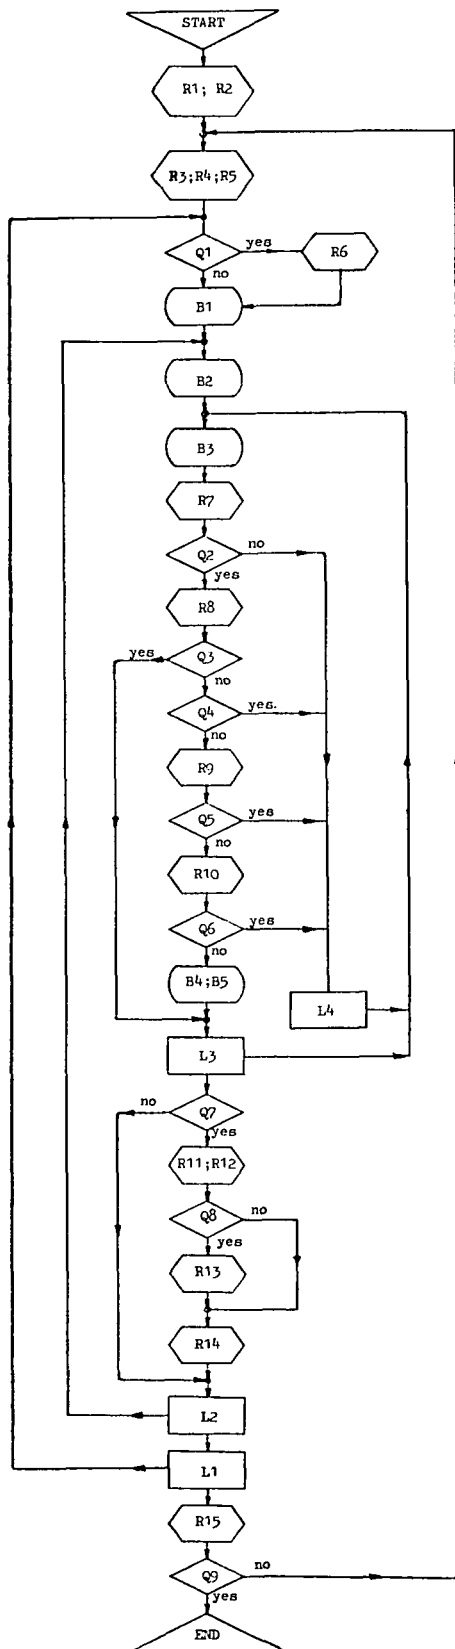 START
R1; R2
R3;R4;R5
Q1
yes
R6
no
B1
B2
B3
R7
Q2
no
yes
R8
yes
Q3
no
Q4
yes.
no
R9
Q5
yes
no
R10
Q6
yes
no
B4;B5
L4
L3
no
Q7
yes
R11;R12
Q8
no
yes
R13
R14
L2
L1
R15
Q9
no
yes
END